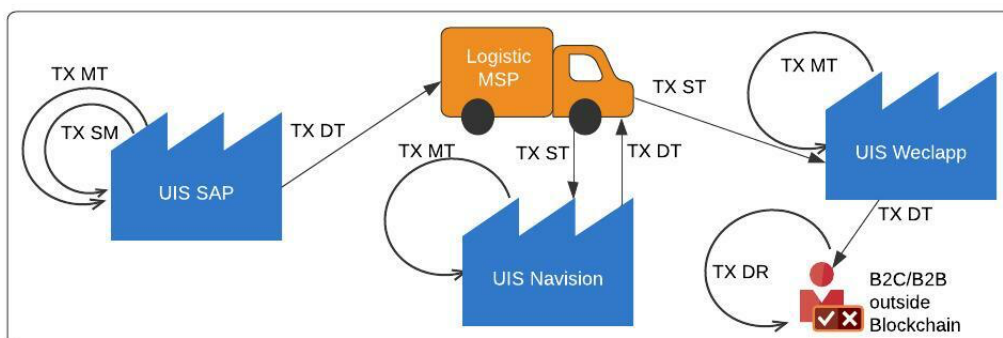 TX MT
TX SM
UIS SAP
TX DT
Logistic
MSP
TX ST
TX DT
TX MT
UIS Navision
TX ST
TX MT
UIS Weclapp
TX DT
TX DR
B2C/B2B
outside
Blockchain